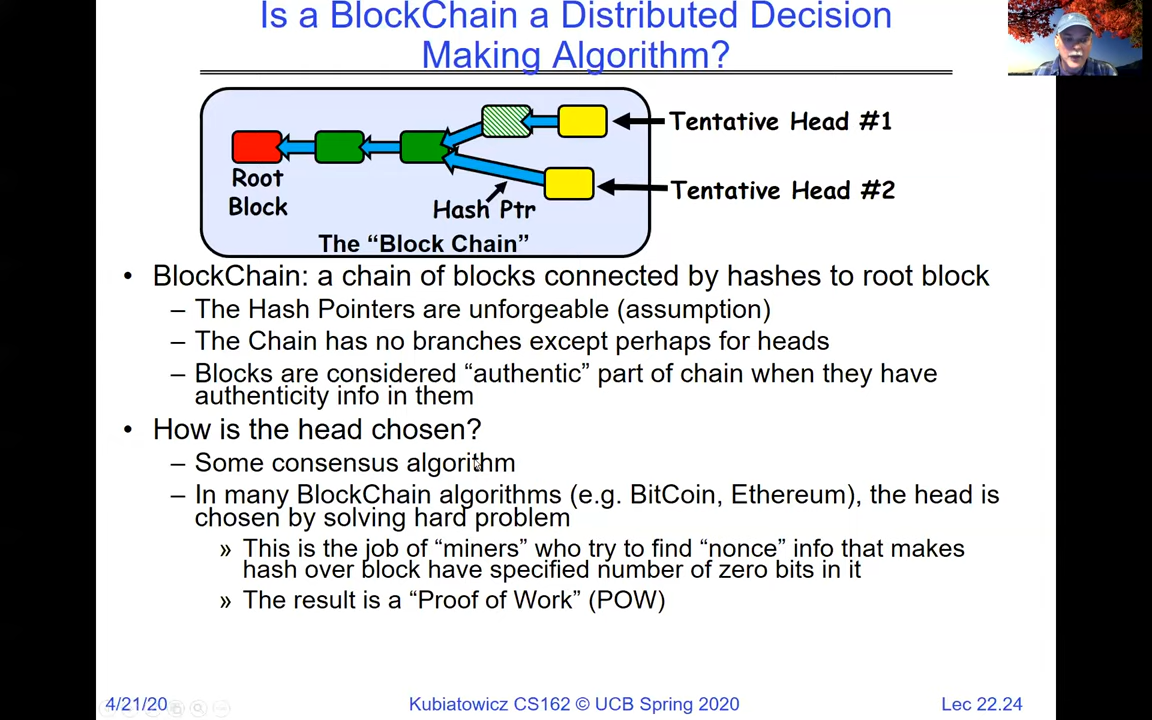 Is a BlockChain a Distributed Decision
Making Algorithm?
Tentative Head #1
Root
Block
Tentative Head #2
Hash Ptr
The “Block Chain”
• BlockChain: a chain of blocks connected by hashes to root block
– The Hash Pointers are unforgeable (assumption)
– The Chain has no branches except perhaps for heads
– Blocks are considered “authentic” part of chain when they have
authenticity info in them
• How is the head chosen?
– Some consensus algorithm
– In many BlockChain algorithms (e.g. BitCoin, Ethereum), the head is
chosen by solving hard problem
» This is the job of “miners” who try to find “nonce” info that makes
hash over block have specified number of zero bits in it
» The result is a “Proof of Work” (POW)
4/21/20
Kubiatowicz CS162 © UCB Spring 2020
Lec 22.24